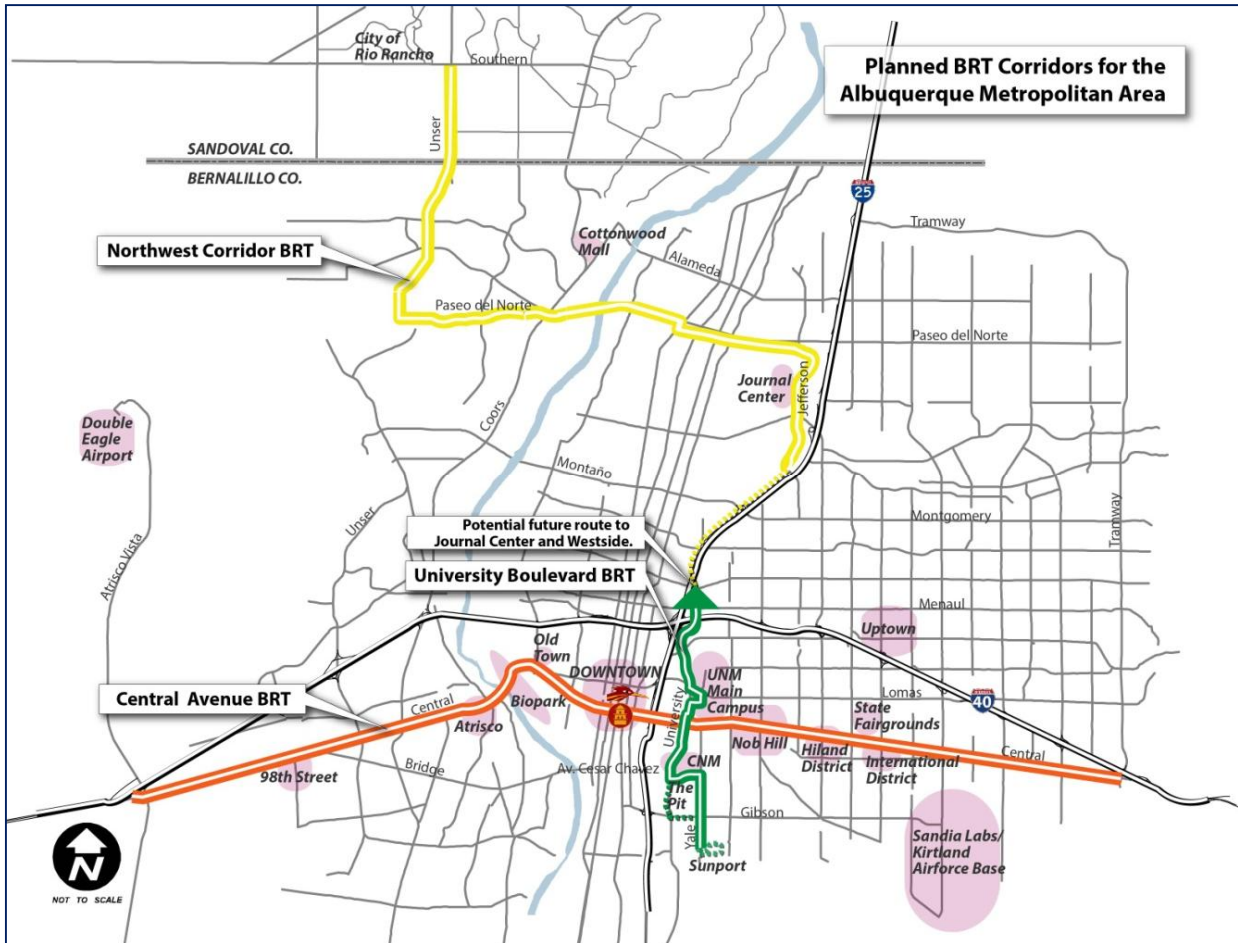 City of
Rio Rancho
Southern
Planned BRT Corridors for the
Albuquerque Metropolitan Area
Unser
SANDOVAL CO.
BERNALILLO CO.
25
Tramway
Northwest Corridor BRT
Cottonwood
Mall
Alameda
Paseo del Norte
Paseo del Norte
Journal
Center
Jefferson
Coors
Double
Eagle
Airport
Montaño
Unser
Montgomery
Tramway
Atrisco Vista
Potential future route to
Journal Center and Westside.
University Boulevard BRT
Menaul
Uptown
Old
Town
DOWNTOWN
UNM
Main
Campus
Lomas
40
Central Avenue BRT
Central
Biopark
University
State
Fairgrounds
Atrisco
Nob Hill
Hiland
District
International
District
Central
98th Street
Bridge
Av. Cesar Chavez
CNM
The
Pit
Gibson
Yale
Sunport
Sandia Labs/
Kirtland
Airforce Base
N
NOT TO SCALE